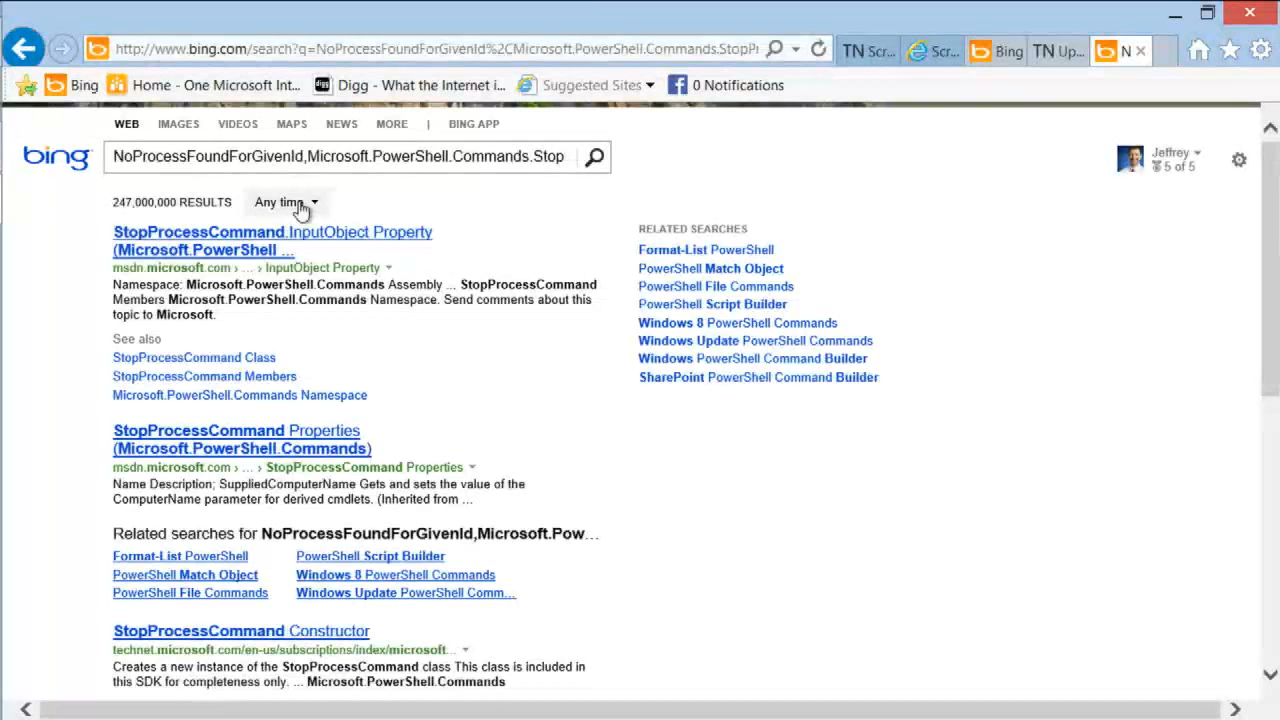 http://www.bing.com/search?q=NoProcessFoundForGivenId%2CMicrosoft.PowerShell.Commands.StopP
TN Scr...
Scr...
Bing
TN Up...
N
Bing
Home - One Microsoft Int...
digg
Digg - What the Internet i...
Suggested Sites
0 Notifications
WEB IMAGES VIDEOS MAPS NEWS MORE | BING APP
bing
NoProcessFoundForGivenId,Microsoft.PowerShell.Commands.Stop
Jeffrey
5 of 5
247,000,000 RESULTS
Any time
StopProcessCommand.InputObject Property
(Microsoft.PowerShell ...
msdn.microsoft.com › ... › InputObject Property
Namespace: Microsoft.PowerShell.Commands Assembly ... StopProcessCommand
Members Microsoft.PowerShell.Commands Namespace. Send comments about this
topic to Microsoft.
See also
StopProcessCommand Class
StopProcessCommand Members
Microsoft.PowerShell.Commands Namespace
StopProcessCommand Properties
(Microsoft.PowerShell.Commands)
msdn.microsoft.com › ... › StopProcessCommand Properties
Name Description; SuppliedComputerName Gets and sets the value of the
ComputerName parameter for derived cmdlets. (Inherited from ...
Related searches for NoProcessFoundForGivenId,Microsoft.Pow...
Format-List PowerShell
PowerShell Match Object
PowerShell File Commands
PowerShell Script Builder
Windows 8 PowerShell Commands
Windows Update PowerShell Comm...
StopProcessCommand Constructor
technet.microsoft.com/en-us/subscriptions/index/microsoft...
Creates a new instance of the StopProcessCommand class This class is included in
this SDK for completeness only. ... Microsoft.PowerShell.Commands
RELATED SEARCHES
Format-List PowerShell
PowerShell Match Object
PowerShell File Commands
PowerShell Script Builder
Windows 8 PowerShell Commands
Windows Update PowerShell Commands
Windows PowerShell Command Builder
SharePoint PowerShell Command Builder